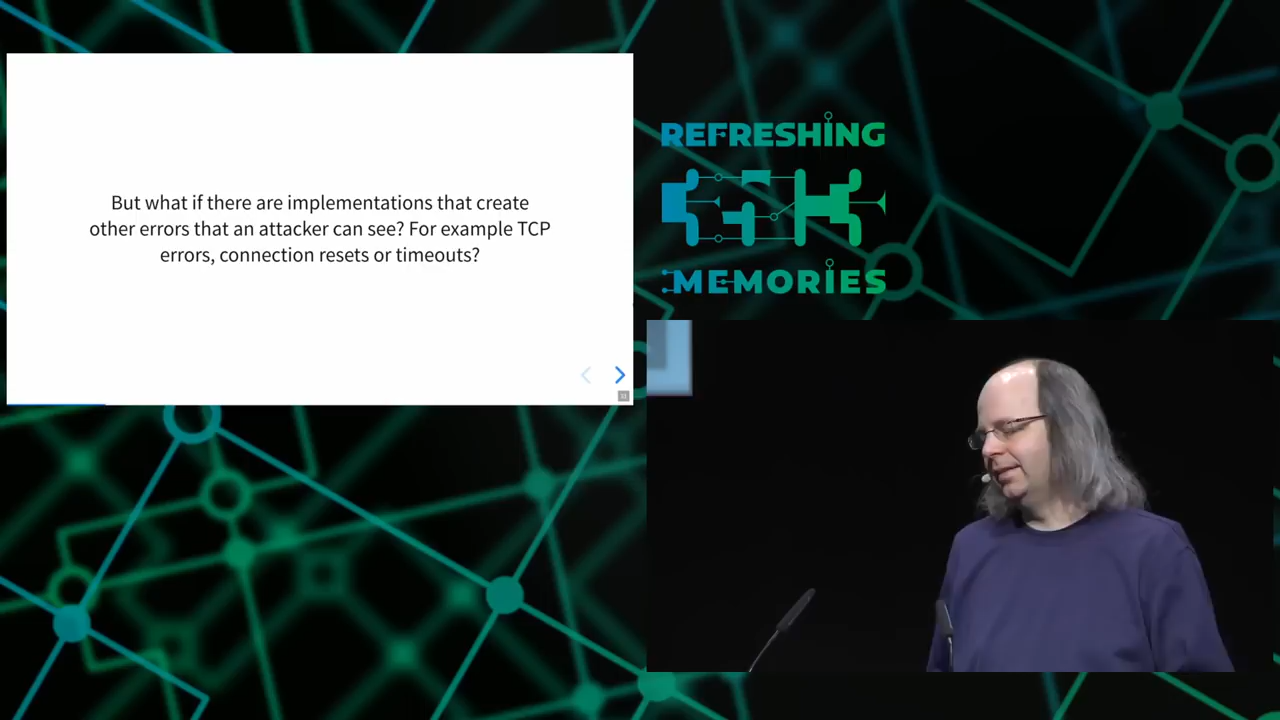 But what if there are implementations that create
other errors that an attacker can see? For example TCP
errors, connection resets or timeouts?
REFRESHING
MEMORIES